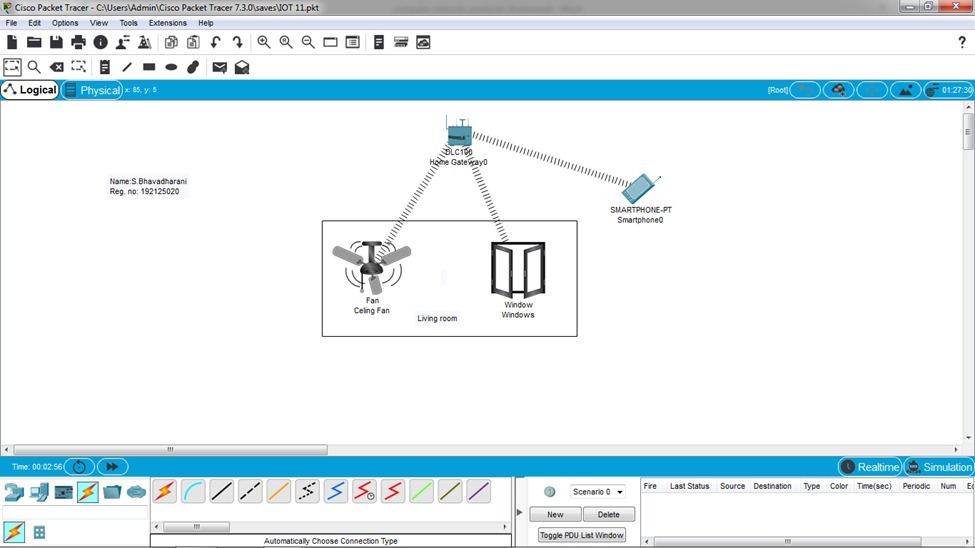 Cisco Packet Tracer - C:\Users\Admin\Cisco Packet Tracer 7.3.0\saves\IOT 11.pkt
File Edit Options View Tools Extensions Help
?
Logical Physical x: 85, y: 5 [Root] 01:27:30
DLC100
Home Gateway0
Name:S.Bhavadharani
Reg. no: 192125020
SMARTPHONE-PT
Smartphone0
Fan
Celing Fan
Window
Windows
Living room
Time: 00:02:56 Realtime Simulation
Scenario 0
New Delete
Toggle PDU List Window
Fire Last Status Source Destination Type Color Time(sec) Periodic Num
Automatically Choose Connection Type